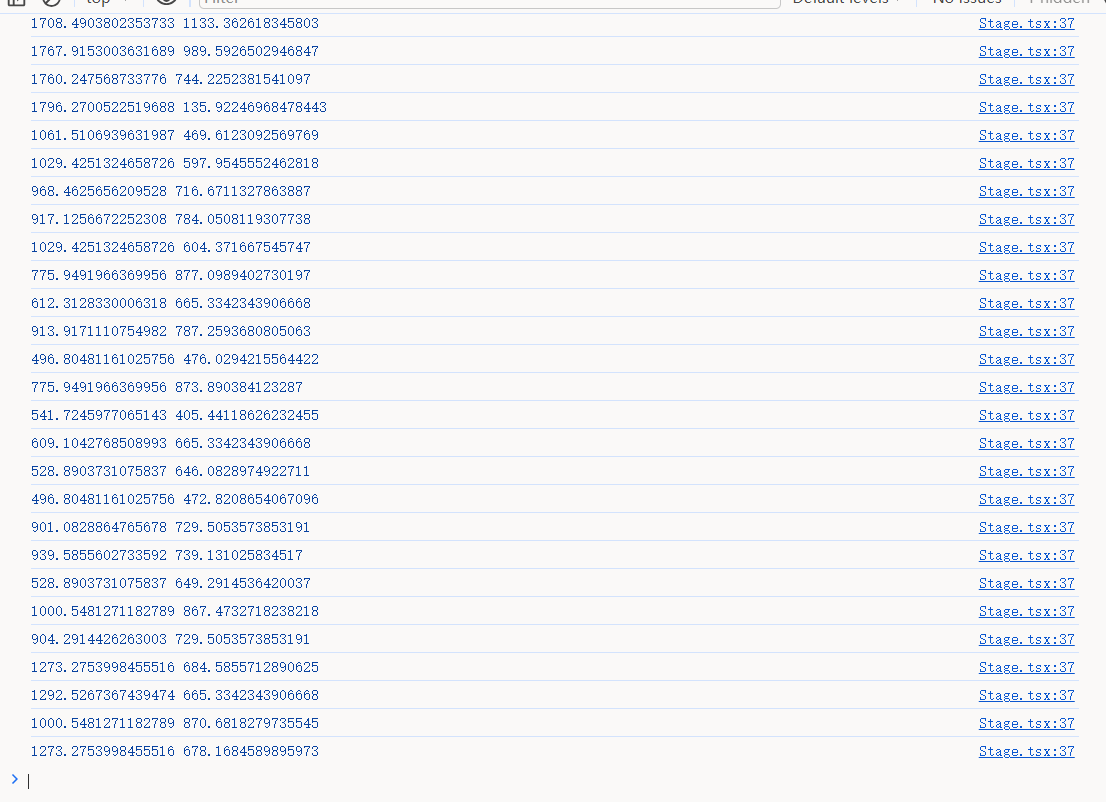 top
Filter
Default levels
No Issues
1 hidden
1708.4903802353733 1133.362618345803 Stage.tsx:37
1767.9153003631689 989.5926502946847 Stage.tsx:37
1760.247568733776 744.2252381541097 Stage.tsx:37
1796.2700522519688 135.92246968478443 Stage.tsx:37
1061.5106939631987 469.6123092569769 Stage.tsx:37
1029.4251324658726 597.9545552462818 Stage.tsx:37
968.4625656209528 716.6711327863887 Stage.tsx:37
917.1256672252308 784.0508119307738 Stage.tsx:37
1029.4251324658726 604.371667545747 Stage.tsx:37
775.9491966369956 877.0989402730197 Stage.tsx:37
612.3128330006318 665.3342343906668 Stage.tsx:37
913.9171110754982 787.2593680805063 Stage.tsx:37
496.80481161025756 476.0294215564422 Stage.tsx:37
775.9491966369956 873.890384123287 Stage.tsx:37
541.7245977065143 405.44118626232455 Stage.tsx:37
609.1042768508993 665.3342343906668 Stage.tsx:37
528.8903731075837 646.0828974922711 Stage.tsx:37
496.80481161025756 472.8208654067096 Stage.tsx:37
901.0828864765678 729.5053573853191 Stage.tsx:37
939.5855602733592 739.131025834517 Stage.tsx:37
528.8903731075837 649.2914536420037 Stage.tsx:37
1000.5481271182789 867.4732718238218 Stage.tsx:37
904.2914426263003 729.5053573853191 Stage.tsx:37
1273.2753998455516 684.5855712890625 Stage.tsx:37
1292.5267367439474 665.3342343906668 Stage.tsx:37
1000.5481271182789 870.6818279735545 Stage.tsx:37
1273.2753998455516 678.1684589895973 Stage.tsx:37